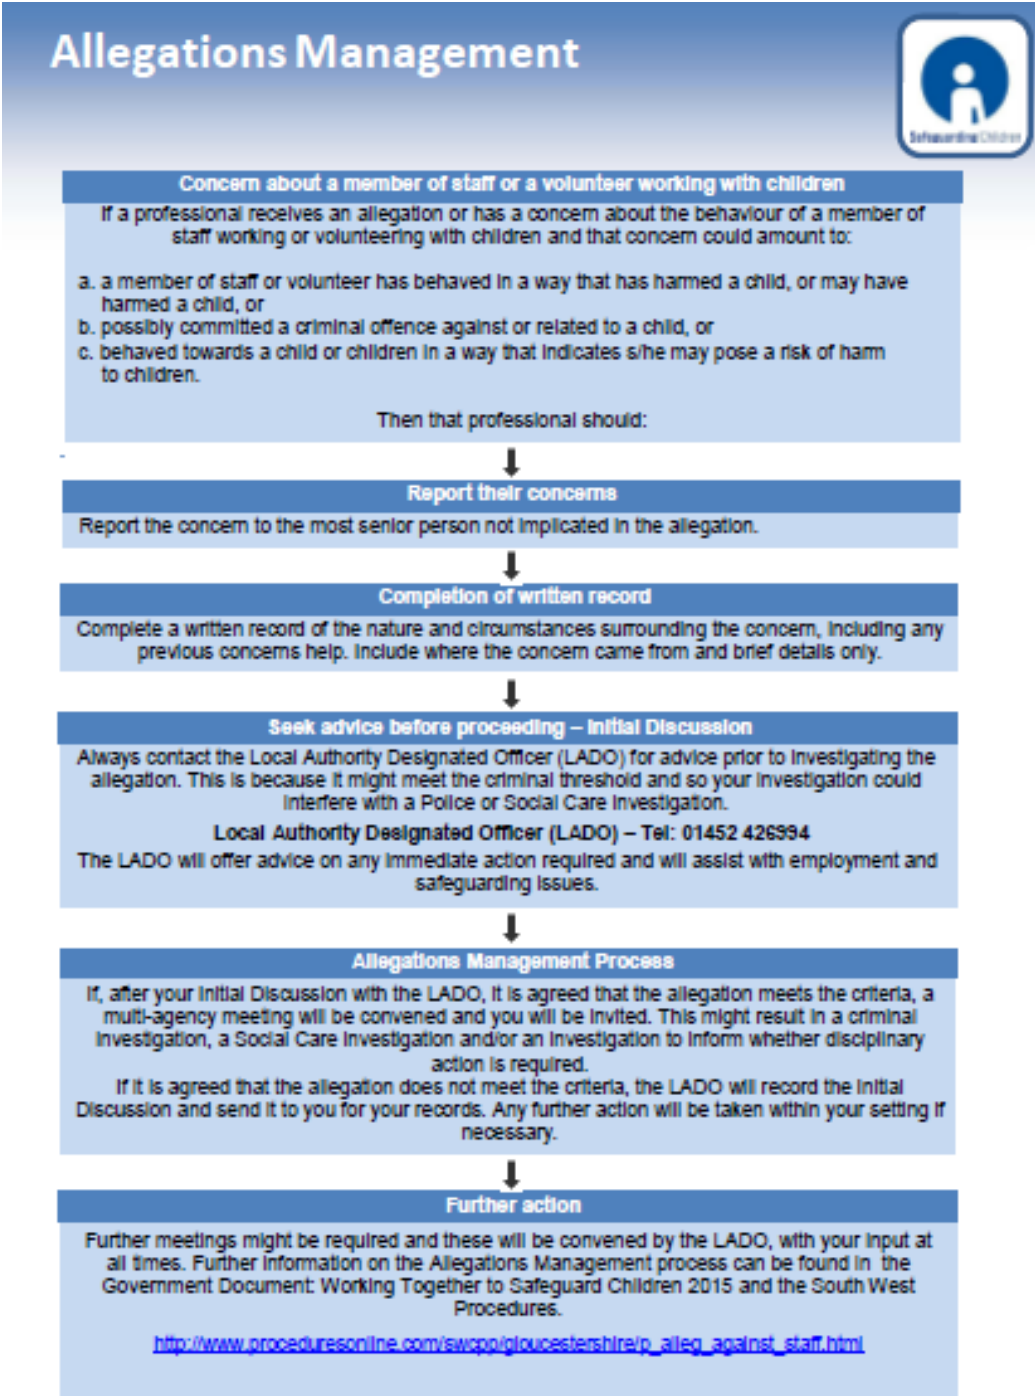 Allegations Management
Safeguarding Children
Concern about a member of staff or a volunteer working with children
If a professional receives an allegation or has a concern about the behaviour of a member of
staff working or volunteering with children and that concern could amount to:
a. a member of staff or volunteer has behaved in a way that has harmed a child, or may have
harmed a child, or
b. possibly committed a criminal offence against or related to a child, or
c. behaved towards a child or children in a way that indicates s/he may pose a risk of harm
to children.
Then that professional should:
Report their concerns
Report the concern to the most senior person not implicated in the allegation.
Completion of written record
Complete a written record of the nature and circumstances surrounding the concern, including any
previous concerns help. Include where the concern came from and brief details only.
Seek advice before proceeding – Initial Discussion
Always contact the Local Authority Designated Officer (LADO) for advice prior to investigating the
allegation. This is because it might meet the criminal threshold and so your investigation could
interfere with a Police or Social Care investigation.
Local Authority Designated Officer (LADO) – Tel: 01452 426994
The LADO will offer advice on any immediate action required and will assist with employment and
safeguarding issues.
Allegations Management Process
If, after your Initial Discussion with the LADO, it is agreed that the allegation meets the criteria, a
multi-agency meeting will be convened and you will be invited. This might result in a criminal
investigation, a Social Care investigation and/or an investigation to inform whether disciplinary
action is required.
If it is agreed that the allegation does not meet the criteria, the LADO will record the Initial
Discussion and send it to you for your records. Any further action will be taken within your setting if
necessary.
Further action
Further meetings might be required and these will be convened by the LADO, with your input at
all times. Further information on the Allegations Management process can be found in the
Government Document: Working Together to Safeguard Children 2015 and the South West
Procedures.
http://www.proceduresonline.com/swcpp/gloucestershire/p_alleg_against_staff.html